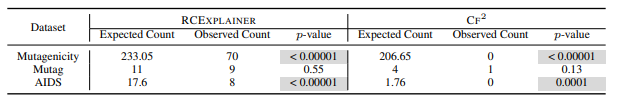 Dataset RCEXPLAINER CF²
Expected Count Observed Count p-value Expected Count Observed Count p-value
Mutagenicity 233.05 70 < 0.00001 206.65 0 < 0.00001
Mutag 11 9 0.55 4 1 0.13
AIDS 17.6 8 < 0.00001 1.76 0 0.0001